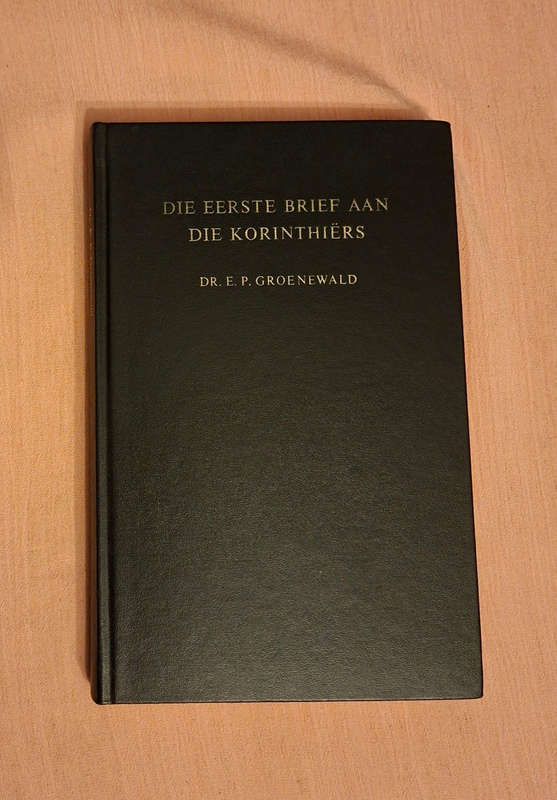 DIE EERSTE BRIEF AAN
DIE KORINTHIËRS
DR. E. P. GROENEWALD